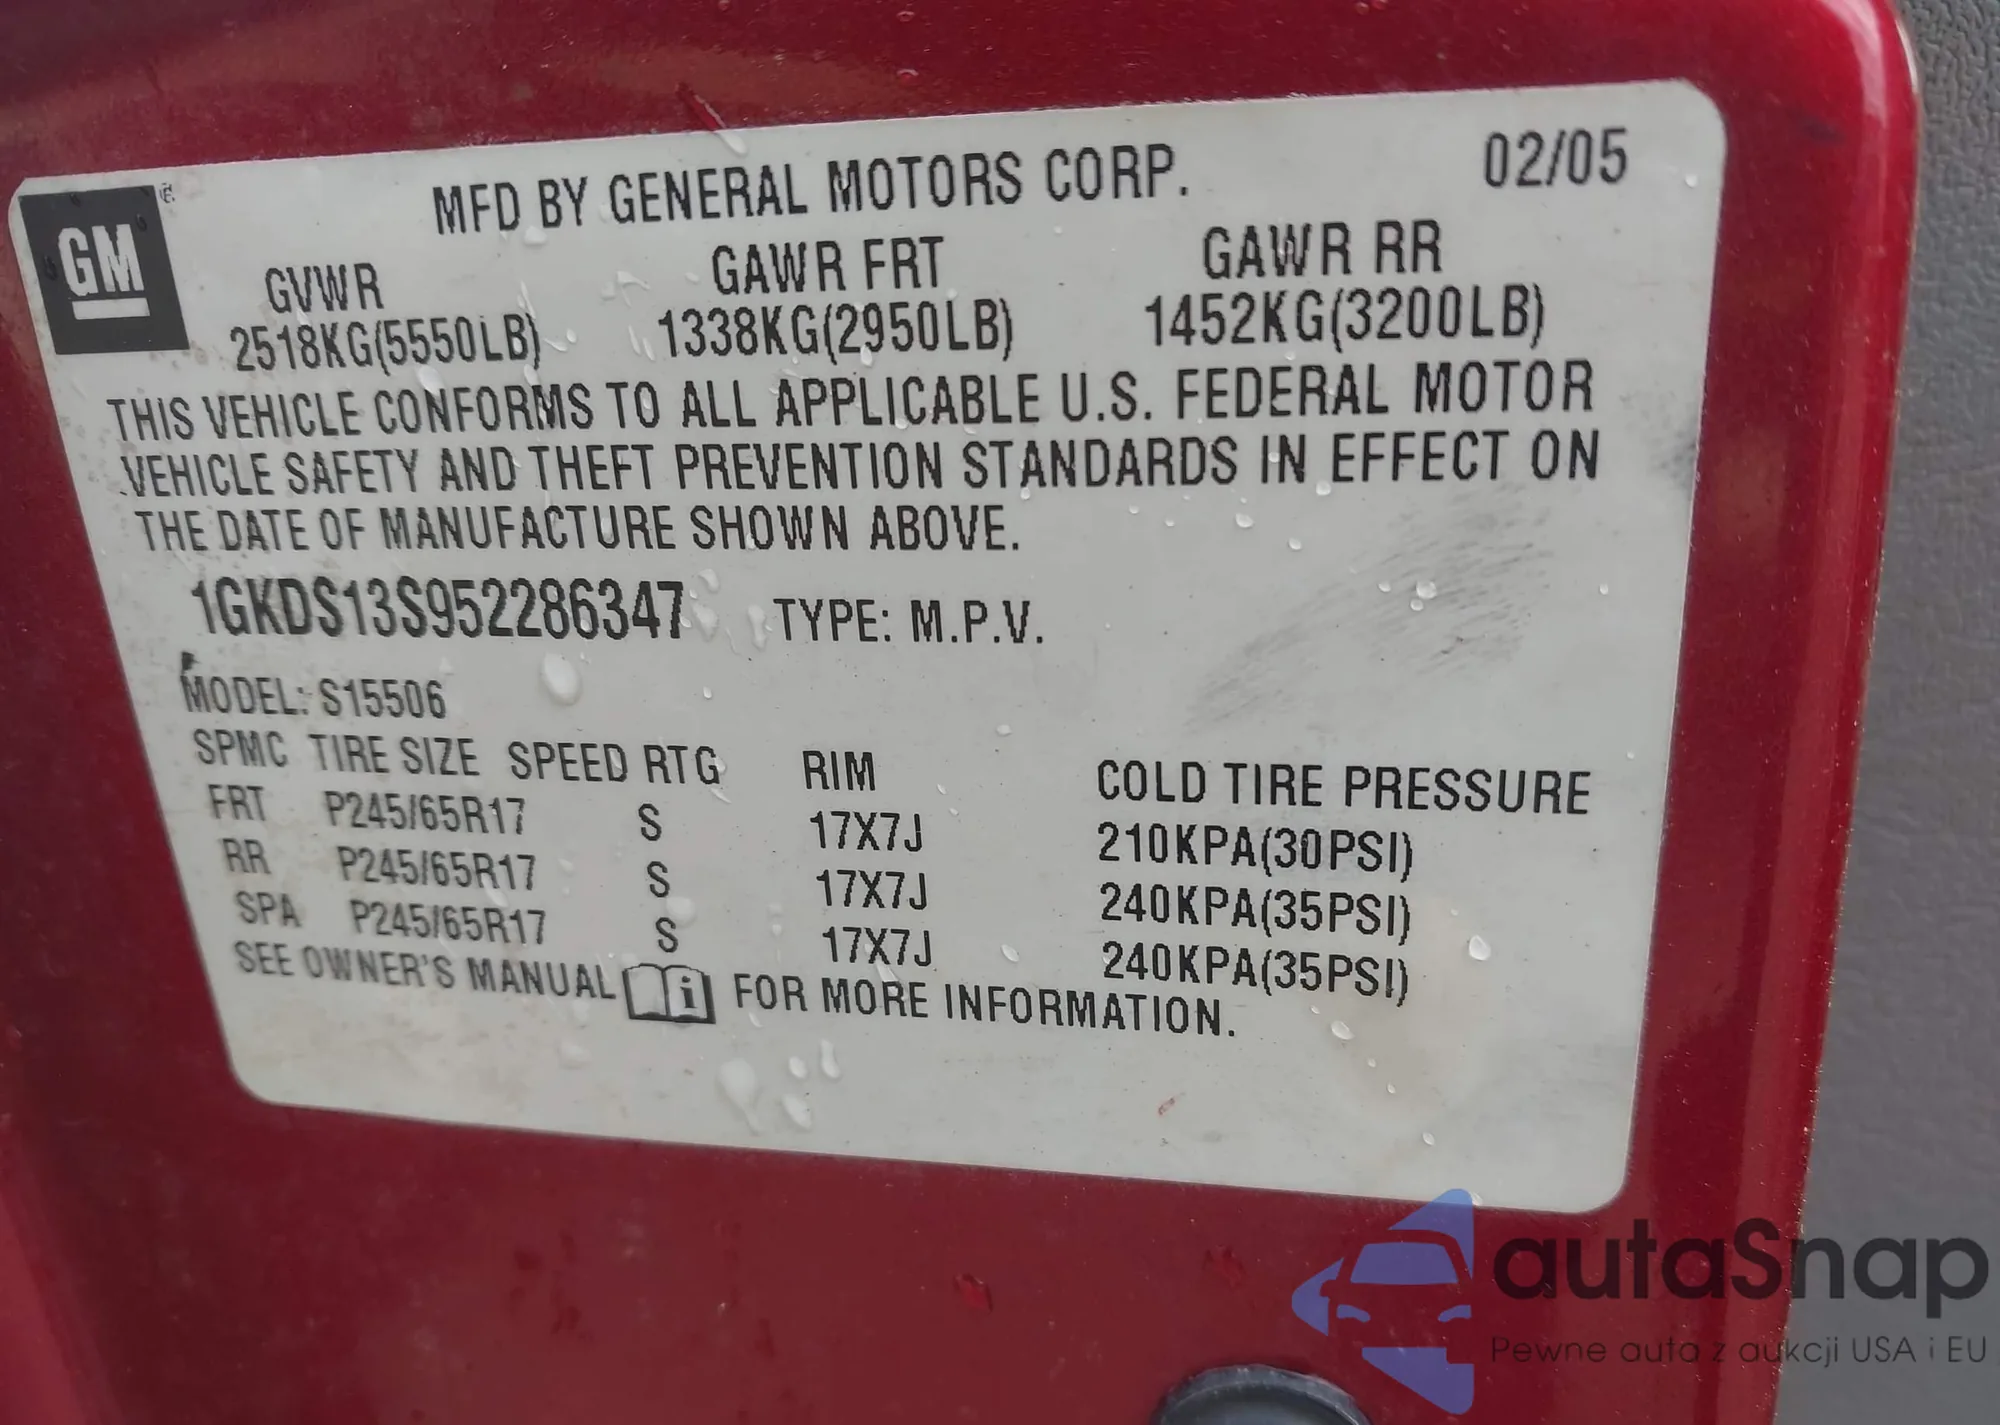 GM
MFD BY GENERAL MOTORS CORP. 02/05
GVWR GAWR FRT GAWR RR
2518KG(5550LB) 1338KG(2950LB) 1452KG(3200LB)
THIS VEHICLE CONFORMS TO ALL APPLICABLE U.S. FEDERAL MOTOR
VEHICLE SAFETY AND THEFT PREVENTION STANDARDS IN EFFECT ON
THE DATE OF MANUFACTURE SHOWN ABOVE.
1GKDS13S952286347 TYPE: M.P.V.
MODEL: S15506
SPMC TIRE SIZE SPEED RTG RIM COLD TIRE PRESSURE
FRT P245/65R17 S 17X7J 210KPA(30PSI)
RR P245/65R17 S 17X7J 240KPA(35PSI)
SPA P245/65R17 S 17X7J 240KPA(35PSI)
SEE OWNER'S MANUAL i FOR MORE INFORMATION.
autaSnap
Pewne auta z aukcji USA i EU